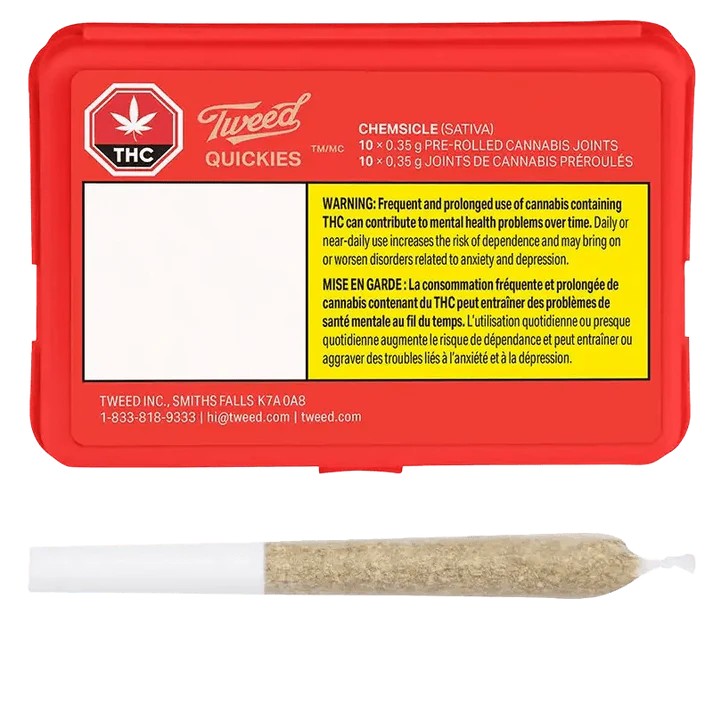 THC
Tweed
QUICKIES TM/MC
CHEMSICLE (SATIVA)
10 × 0.35 g PRE-ROLLED CANNABIS JOINTS
10 × 0,35 g JOINTS DE CANNABIS PRÉROULÉS
WARNING: Frequent and prolonged use of cannabis containing
THC can contribute to mental health problems over time. Daily or
near-daily use increases the risk of dependence and may bring on
or worsen disorders related to anxiety and depression.
MISE EN GARDE : La consommation fréquente et prolongée de
cannabis contenant du THC peut entraîner des problèmes de
santé mentale au fil du temps. L'utilisation quotidienne ou presque
quotidienne augmente le risque de dépendance et peut entraîner ou
aggraver des troubles liés à l'anxiété et à la dépression.
TWEED INC., SMITHS FALLS K7A 0A8
1-833-818-9333 | hi@tweed.com | tweed.com